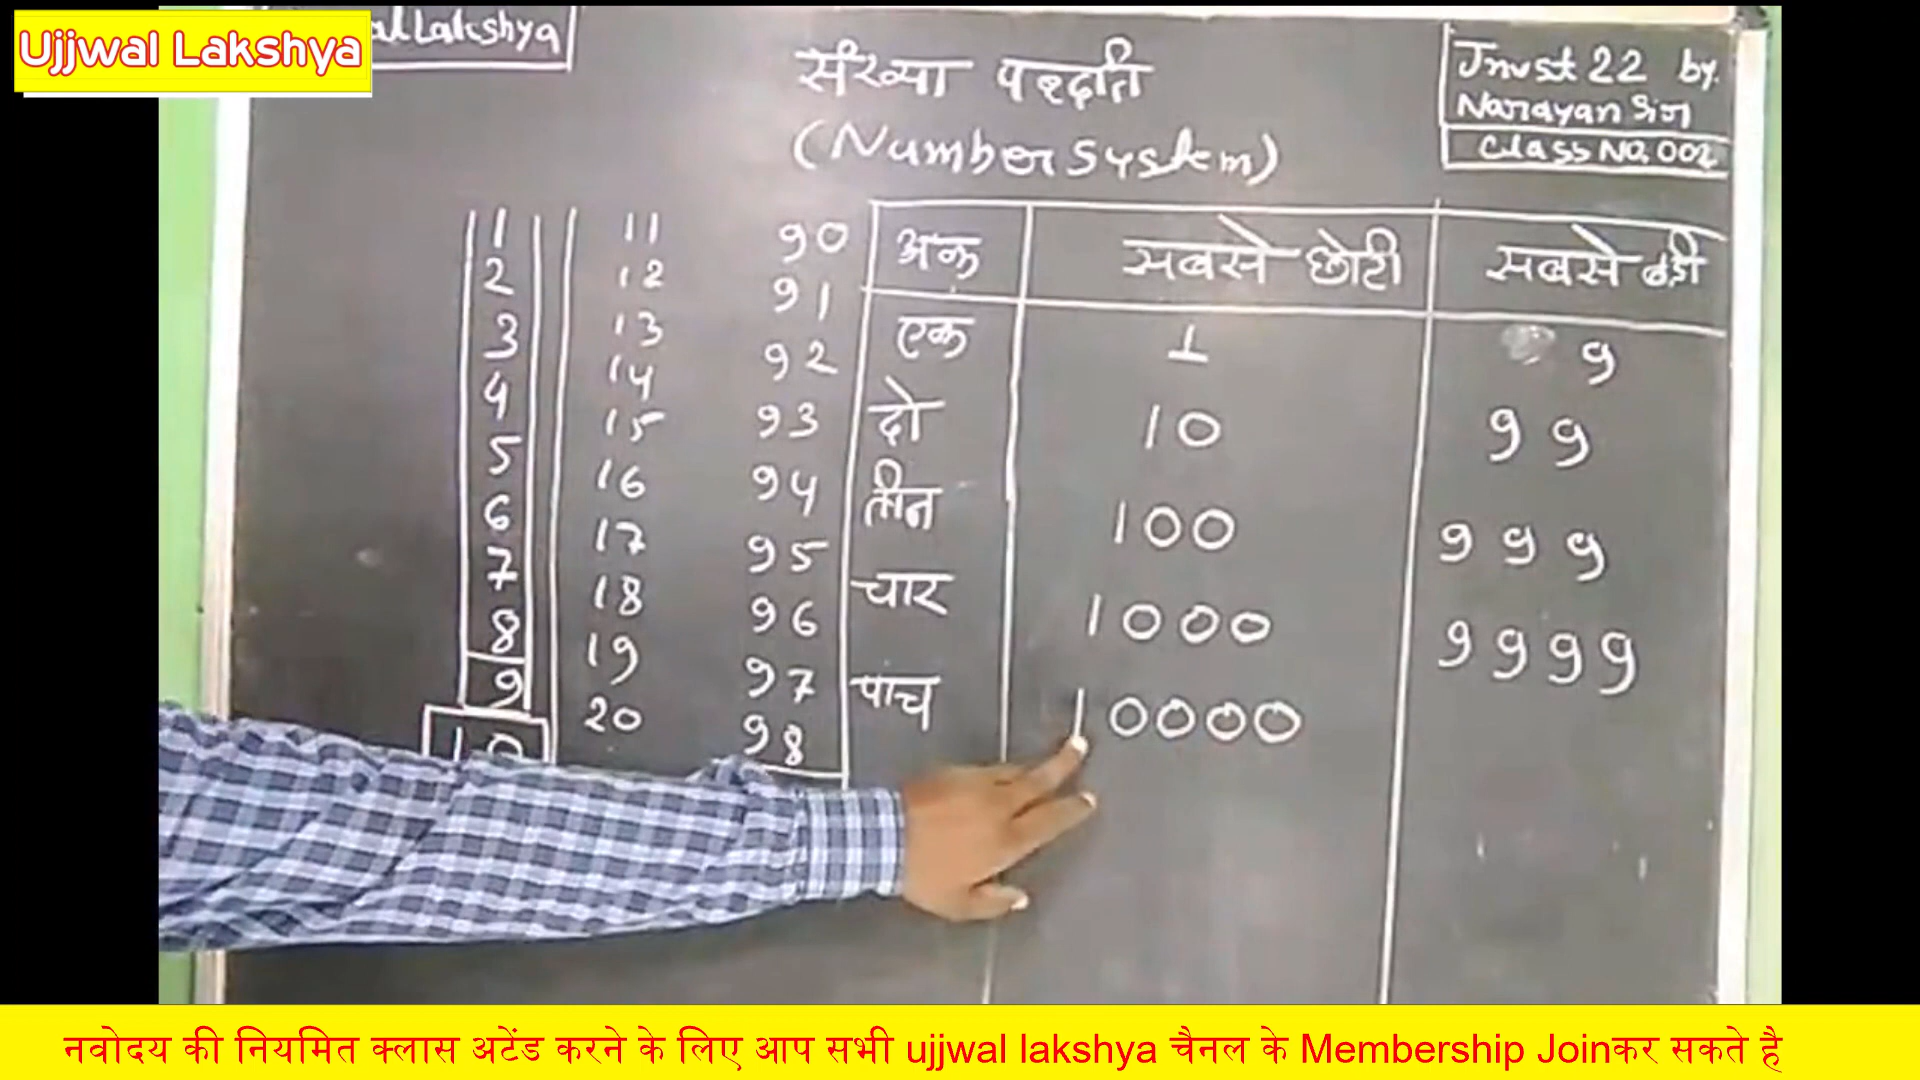 Ujjwal Lakshya
al Lakshya
संख्या पद्धति
(Number System)
Jnvst 22 by.
Narayan
Class NO. 002
1
2
3
4
5
6
7
8
9
10
11
12
13
14
15
16
17
18
19
20
90
91
92
93
94
95
96
97
98
अंक सबसे छोटी सबसे बड़ी
एक 1 9
दो 10 99
तीन 100 999
चार 1000 9999
पाच 10000
नवोदय की नियमित क्लास अटेंड करने के लिए आप सभी ujjwal lakshya चैनल के Membership Joinकर सकते है